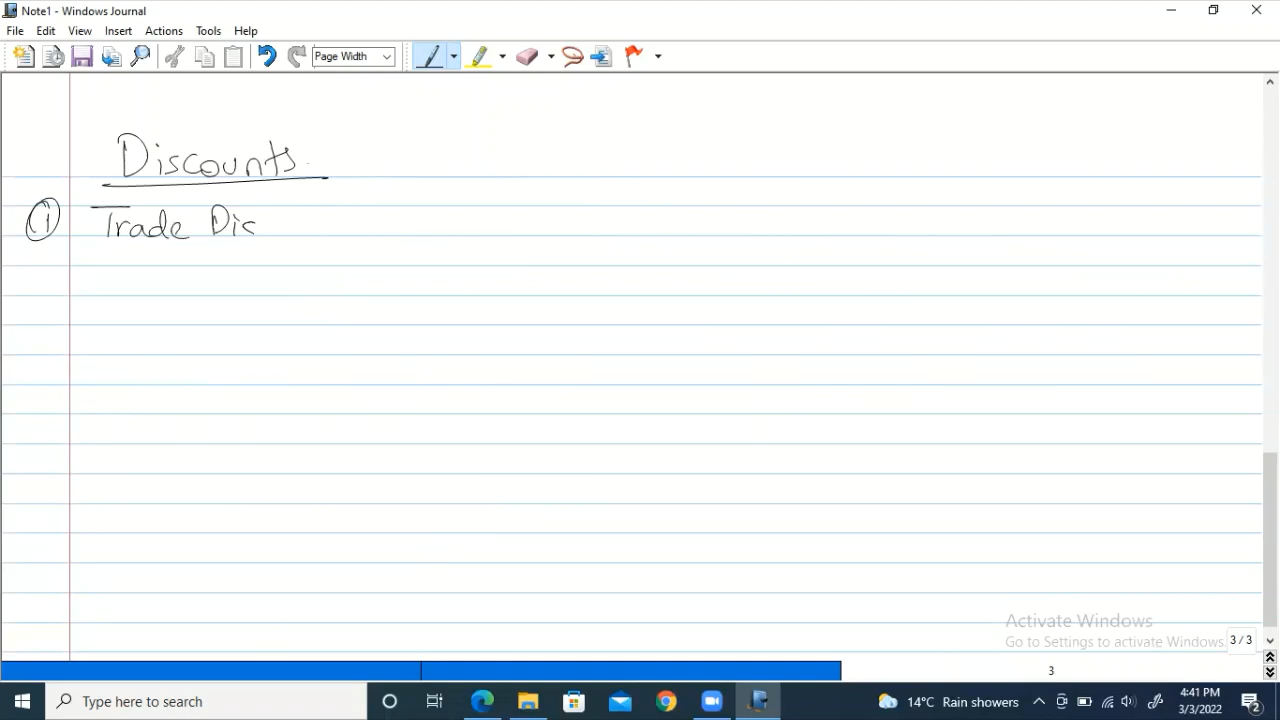 Note1 - Windows Journal
File Edit View Insert Actions Tools Help
Page Width
Discounts
① Trade Dis
Activate Windows
Go to Settings to activate Windows.
3 / 3
3
Type here to search
14°C Rain showers
4:41 PM
3/3/2022
2